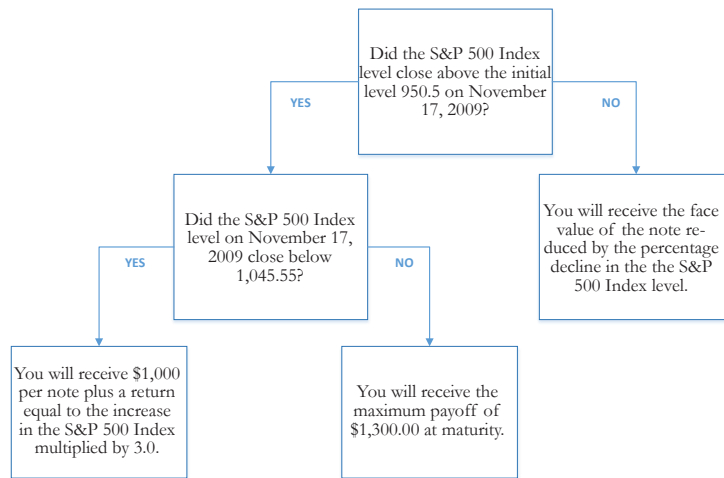 Did the S&P 500 Index
level close above the initial
level 950.5 on November
17, 2009?
YES
NO
Did the S&P 500 Index
level on November 17,
2009 close below
1,045.55?
You will receive the face
value of the note re-
duced by the percentage
decline in the the S&P
500 Index level.
YES
NO
You will receive $1,000
per note plus a return
equal to the increase
in the S&P 500 Index
multiplied by 3.0.
You will receive the
maximum payoff of
$1,300.00 at maturity.